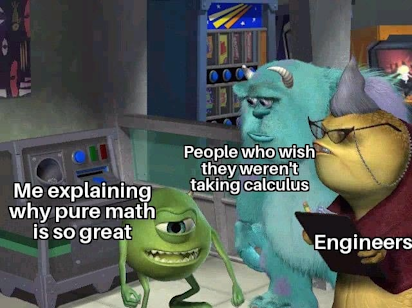 Me explaining
why pure math
is so great
People who wish
they weren't
taking calculus
Engineers